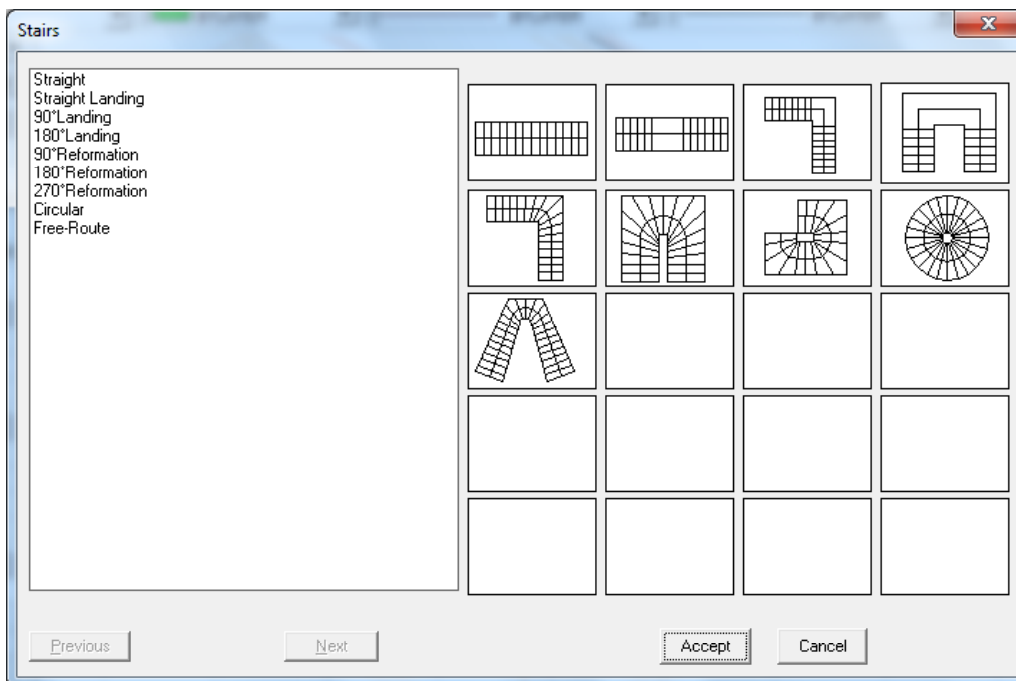 Stairs
Straight
Straight Landing
90°Landing
180°Landing
90°Reformation
180°Reformation
270°Reformation
Circular
Free-Route
Previous
Next
Accept
Cancel